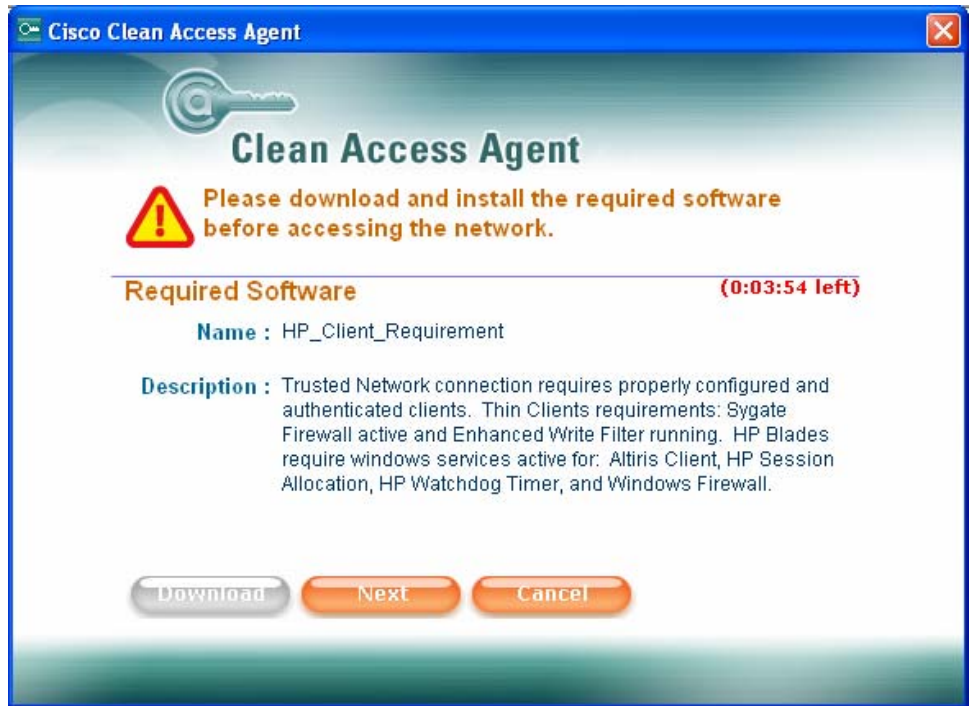 Cisco Clean Access Agent
Clean Access Agent
Please download and install the required software
before accessing the network.
Required Software
(0:03:54 left)
Name : HP_Client_Requirement
Description : Trusted Network connection requires properly configured and
authenticated clients. Thin Clients requirements: Sygate
Firewall active and Enhanced Write Filter running. HP Blades
require windows services active for: Altiris Client, HP Session
Allocation, HP Watchdog Timer, and Windows Firewall.
Download Next Cancel